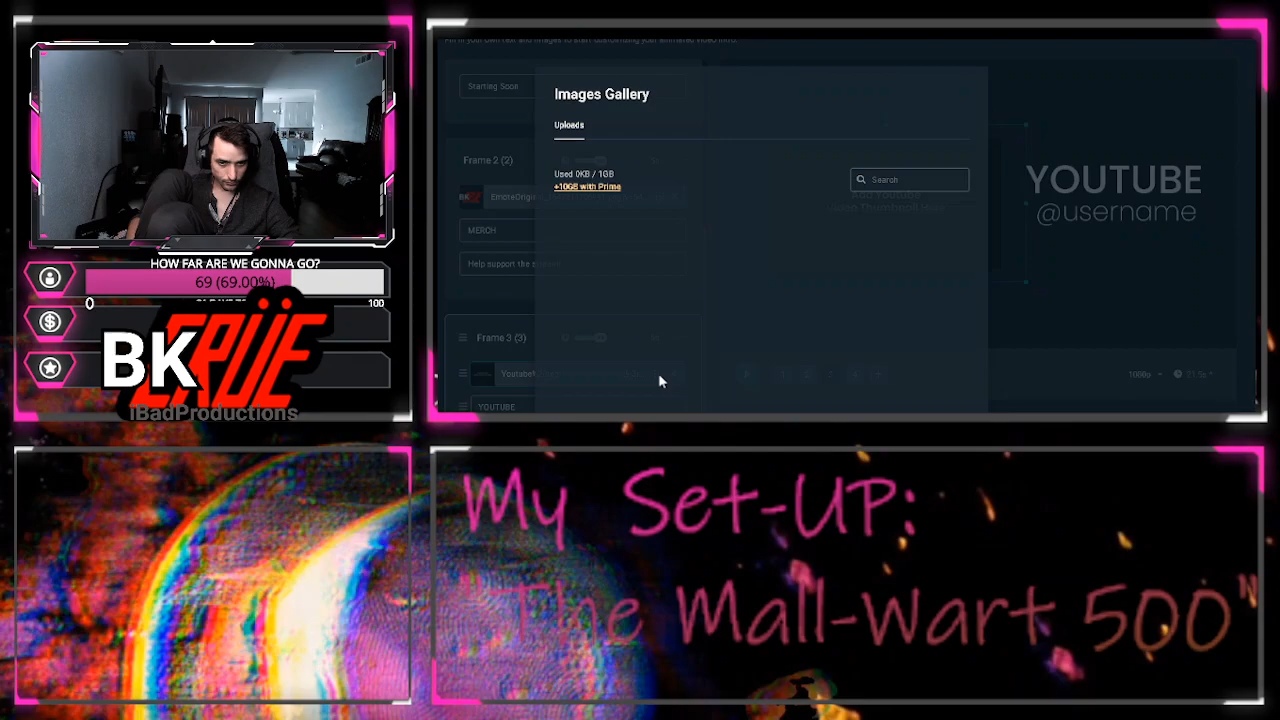 HOW FAR ARE WE GONNA GO?
69 (69.00%)
0
100
BK
CRÜE
iBadProductions
Starting Soon
Images Gallery
Uploads
Frame 2 (2)
Used 0KB / 1GB
+10GB with Prime
Search
MERCH
Help support the
YOUTUBE
@username
Frame 3 (3)
1080p
YOUTUBE
My Set-UP:
"The Mall-Wart 500"